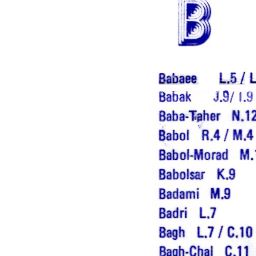 B
Babaee L.5 / L
Babak J.9/ I.9
Baba-Taher N.12
Babol R.4 / M.4
Babol-Morad M.
Babolsar K.9
Badami M.9
Badri L.7
Bagh L.7 / C.10
Bagh-Chal C.11